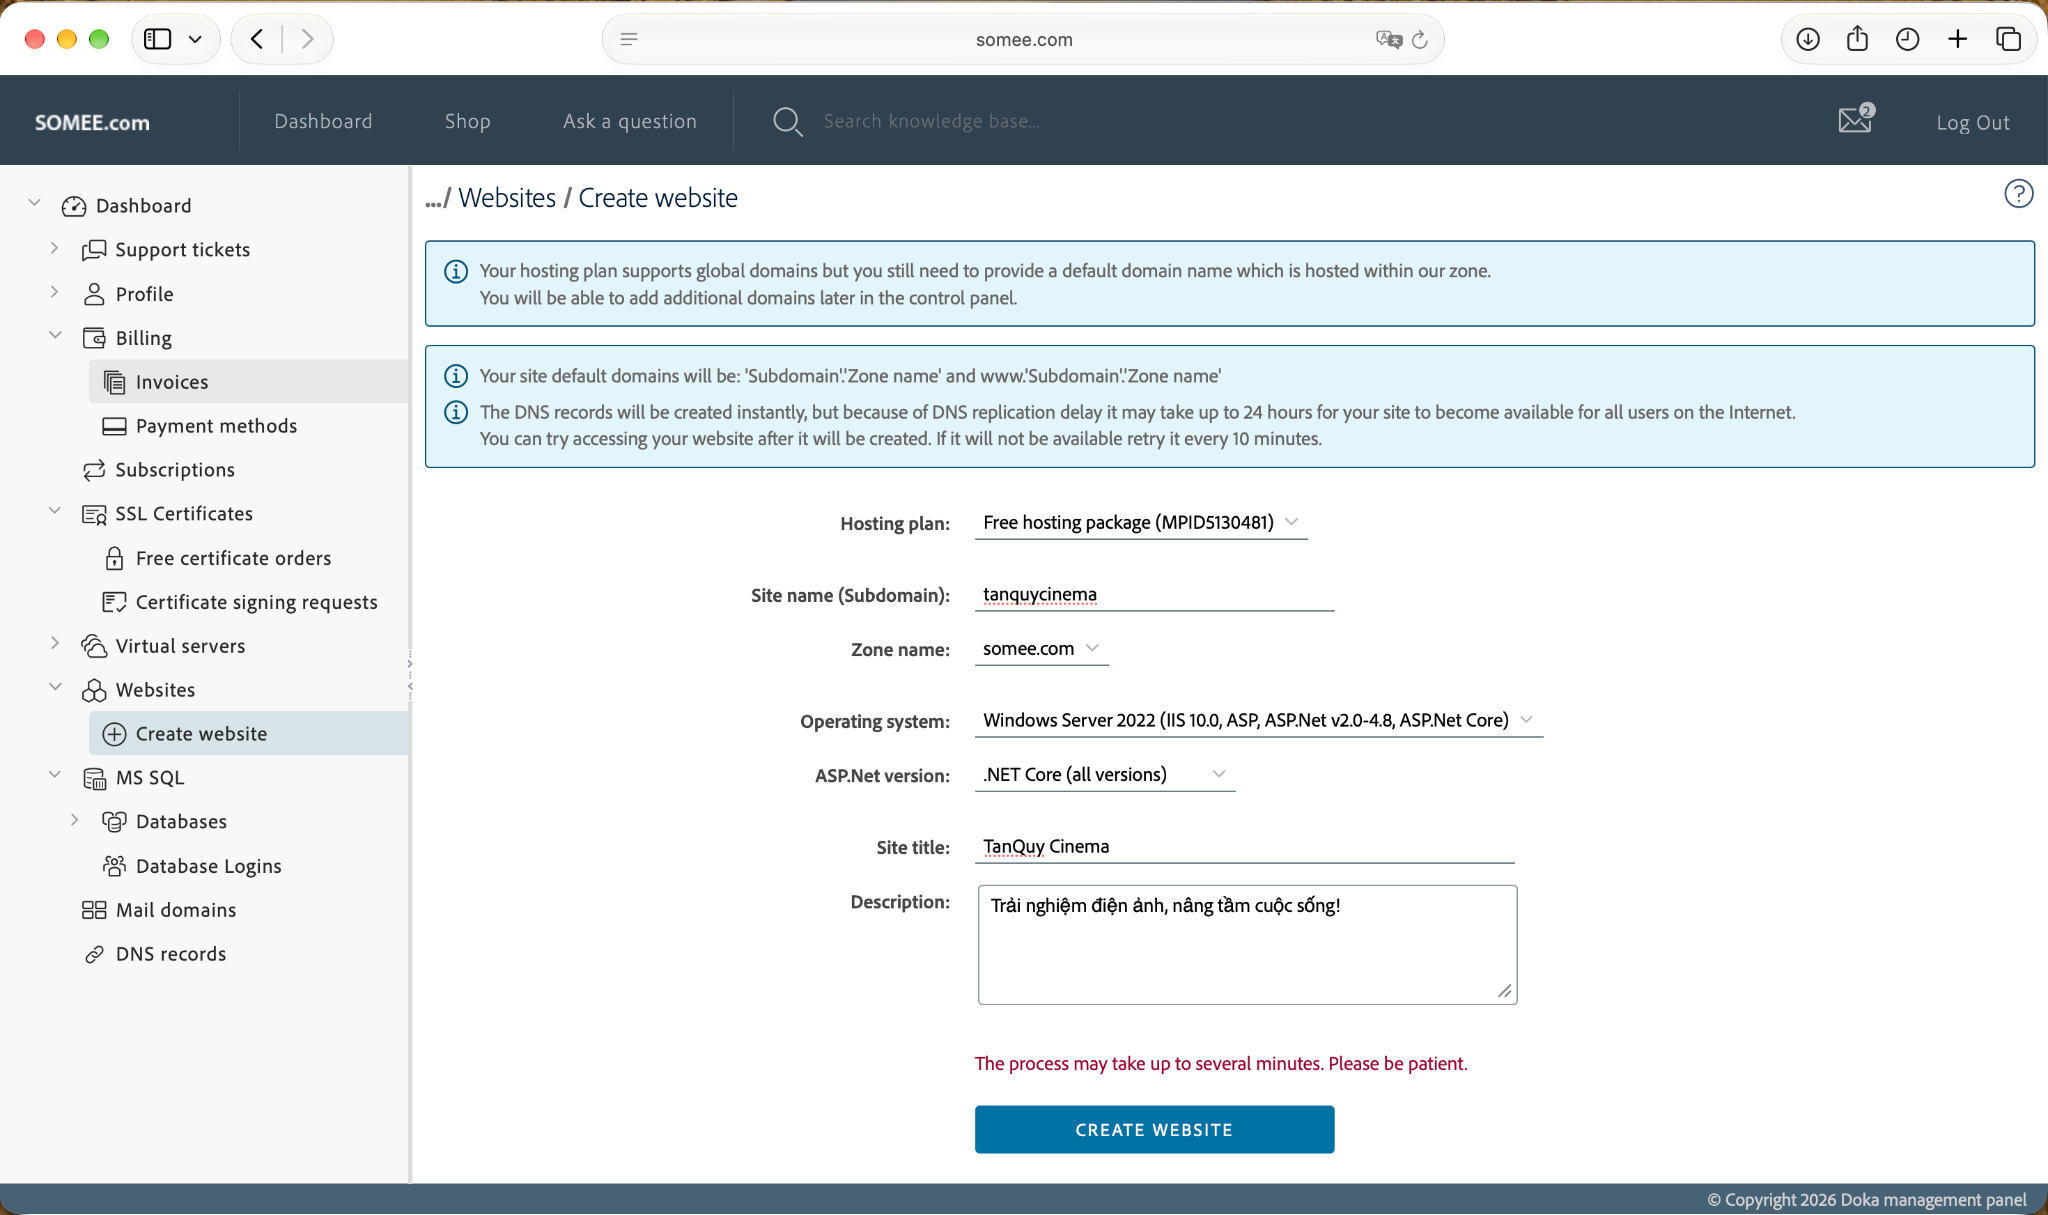 somee.com
SOMEE.com
Dashboard
Shop
Ask a question
Search knowledge base...
2
Log Out
Dashboard
Support tickets
Profile
Billing
Invoices
Payment methods
Subscriptions
SSL Certificates
Free certificate orders
Certificate signing requests
Virtual servers
Websites
Create website
MS SQL
Databases
Database Logins
Mail domains
DNS records
.../ Websites / Create website
?
Your hosting plan supports global domains but you still need to provide a default domain name which is hosted within our zone.
You will be able to add additional domains later in the control panel.
Your site default domains will be: 'Subdomain'.'Zone name' and www.'Subdomain'.'Zone name'
The DNS records will be created instantly, but because of DNS replication delay it may take up to 24 hours for your site to become available for all users on the Internet.
You can try accessing your website after it will be created. If it will not be available retry it every 10 minutes.
Hosting plan: Free hosting package (MPID5130481)
Site name (Subdomain): tanquycinema
Zone name: somee.com
Operating system: Windows Server 2022 (IIS 10.0, ASP, ASP.Net v2.0-4.8, ASP.Net Core)
ASP.Net version: .NET Core (all versions)
Site title: TanQuy Cinema
Description: Trải nghiệm điện ảnh, nâng tầm cuộc sống!
The process may take up to several minutes. Please be patient.
CREATE WEBSITE
© Copyright 2026 Doka management panel